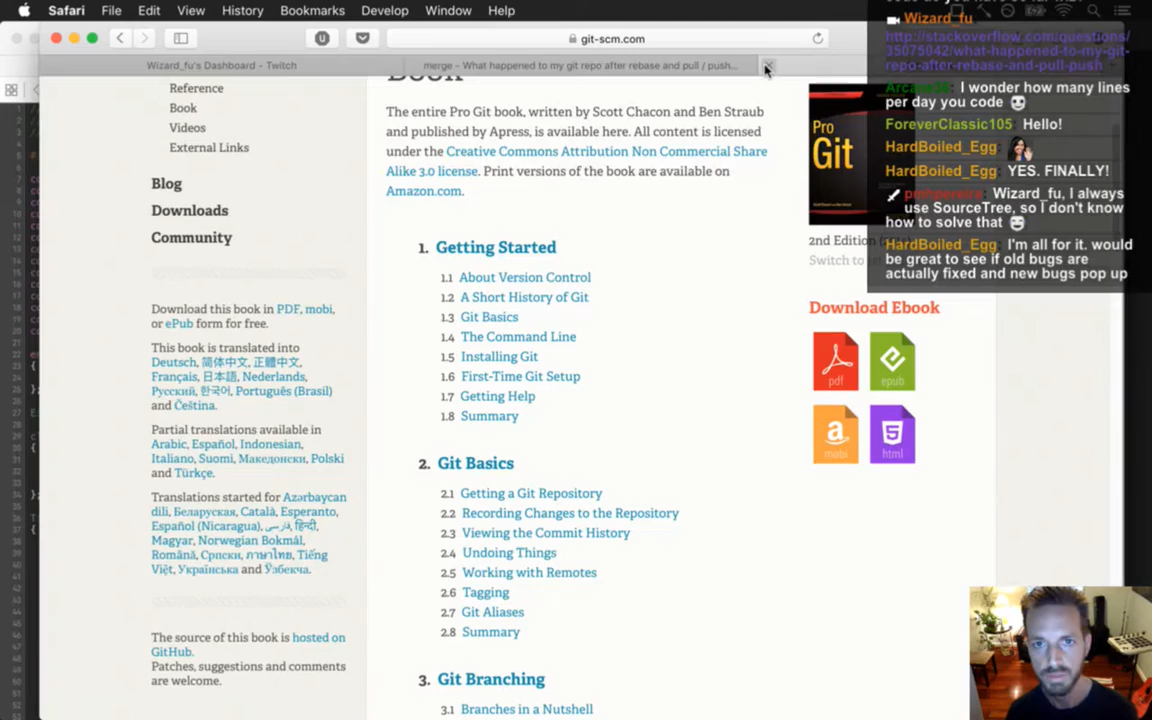 Safari File Edit View History Bookmarks Develop Window Help
git-scm.com
Wizard_fu's Dashboard - Twitch
merge - What happened to my git repo after rebase and pull / push...
Reference
Book
Videos
External Links
Blog
Downloads
Community
Download this book in PDF, mobi,
or ePub form for free.
This book is translated into
Deutsch, 简体中文, 正體中文,
Français, 日本語, Nederlands,
Русский, 한국어, Português (Brasil)
and Čeština.
Partial translations available in
Arabic, Español, Indonesian,
Italiano, Suomi, Македонски, Polski
and Türkçe.
Translations started for Azərbaycan
dili, Беларуская, Català, Esperanto,
Español (Nicaragua), فارسی, हिन्दी,
Magyar, Norwegian Bokmål,
Română, Српски, ภาษาไทย, Tiếng
Việt, Українська and Ўзбекча.
The source of this book is hosted on
GitHub.
Patches, suggestions and comments
are welcome.
Book
The entire Pro Git book, written by Scott Chacon and Ben Straub
and published by Apress, is available here. All content is licensed
under the Creative Commons Attribution Non Commercial Share
Alike 3.0 license. Print versions of the book are available on
Amazon.com.
1. Getting Started
1.1 About Version Control
1.2 A Short History of Git
1.3 Git Basics
1.4 The Command Line
1.5 Installing Git
1.6 First-Time Git Setup
1.7 Getting Help
1.8 Summary
2. Git Basics
2.1 Getting a Git Repository
2.2 Recording Changes to the Repository
2.3 Viewing the Commit History
2.4 Undoing Things
2.5 Working with Remotes
2.6 Tagging
2.7 Git Aliases
2.8 Summary
3. Git Branching
3.1 Branches in a Nutshell
Pro
Git
2nd Edition
Switch to
Download Ebook
pdf
epub
mobi
html
Wizard_fu
http://stackoverflow.com/questions/
35075042/what-happened-to-my-git-
repo-after-rebase-and-pull-push
I wonder how many lines
per day you code
ForeverClassic105 Hello!
HardBoiled_Egg
HardBoiled_Egg YES. FINALLY!
Wizard_fu, I always
use SourceTree, so I don't know
how to solve that
HardBoiled_Egg I'm all for it. would
be great to see if old bugs are
actually fixed and new bugs pop up